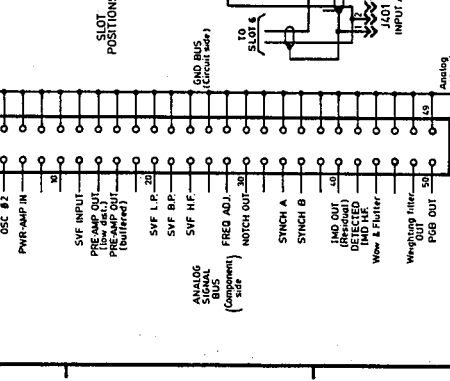 SLOT
POSITIONS
TO
SLOT 6
J401
INPUT
1
2
GND BUS
(Circuit side)
Analog
49
10
20
30
40
50
OSC #2
PWR-AMP IN
SVF INPUT
PRE-AMP OUT
(low dist.)
PRE-AMP OUT
(buffered)
SVF L.P.
SVF B.P.
SVF H.F.
FREQ ADJ.
NOTCH OUT
SYNCH A
SYNCH B
IMD OUT
(Residual)
DETECTED
IMD H.F.
Wow & Flutter
Weighting filter
OUT
PGB OUT
ANALOG
SIGNAL
BUS
(Component
side)